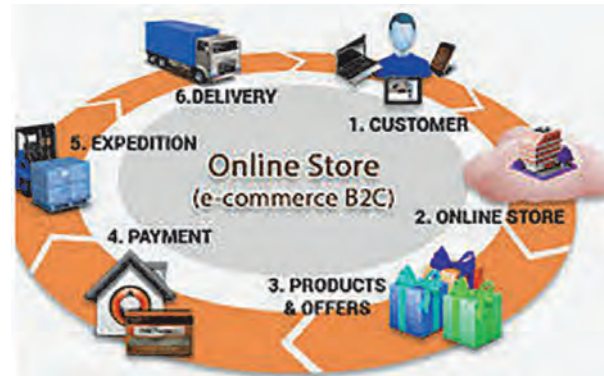 Online Store
(e-commerce B2C)
1. CUSTOMER
2. ONLINE STORE
3. PRODUCTS
& OFFERS
4. PAYMENT
5. EXPEDITION
6.DELIVERY